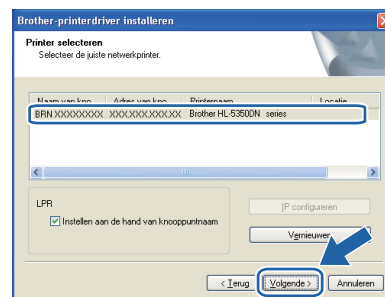 Brother-printerdriver installeren
Printer selecteren
Selecteer de juiste netwerkprinter.
Naam van kno Adres van kno Printernaam Locatie
BRN XXXXXXXX XXX.XXX.XXX.XX Brother HL-5350DN series
LPR
Instellen aan de hand van knooppuntnaam
IP configureren
Vernieuwen
< Terug Volgende > Annuleren